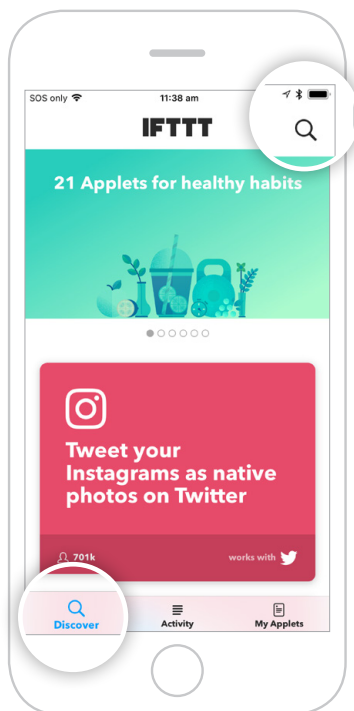 SOS only
11:38 am
IFTTT
21 Applets for healthy habits
Tweet your
Instagrams as native
photos on Twitter
701k
works with
Discover
Activity
My Applets